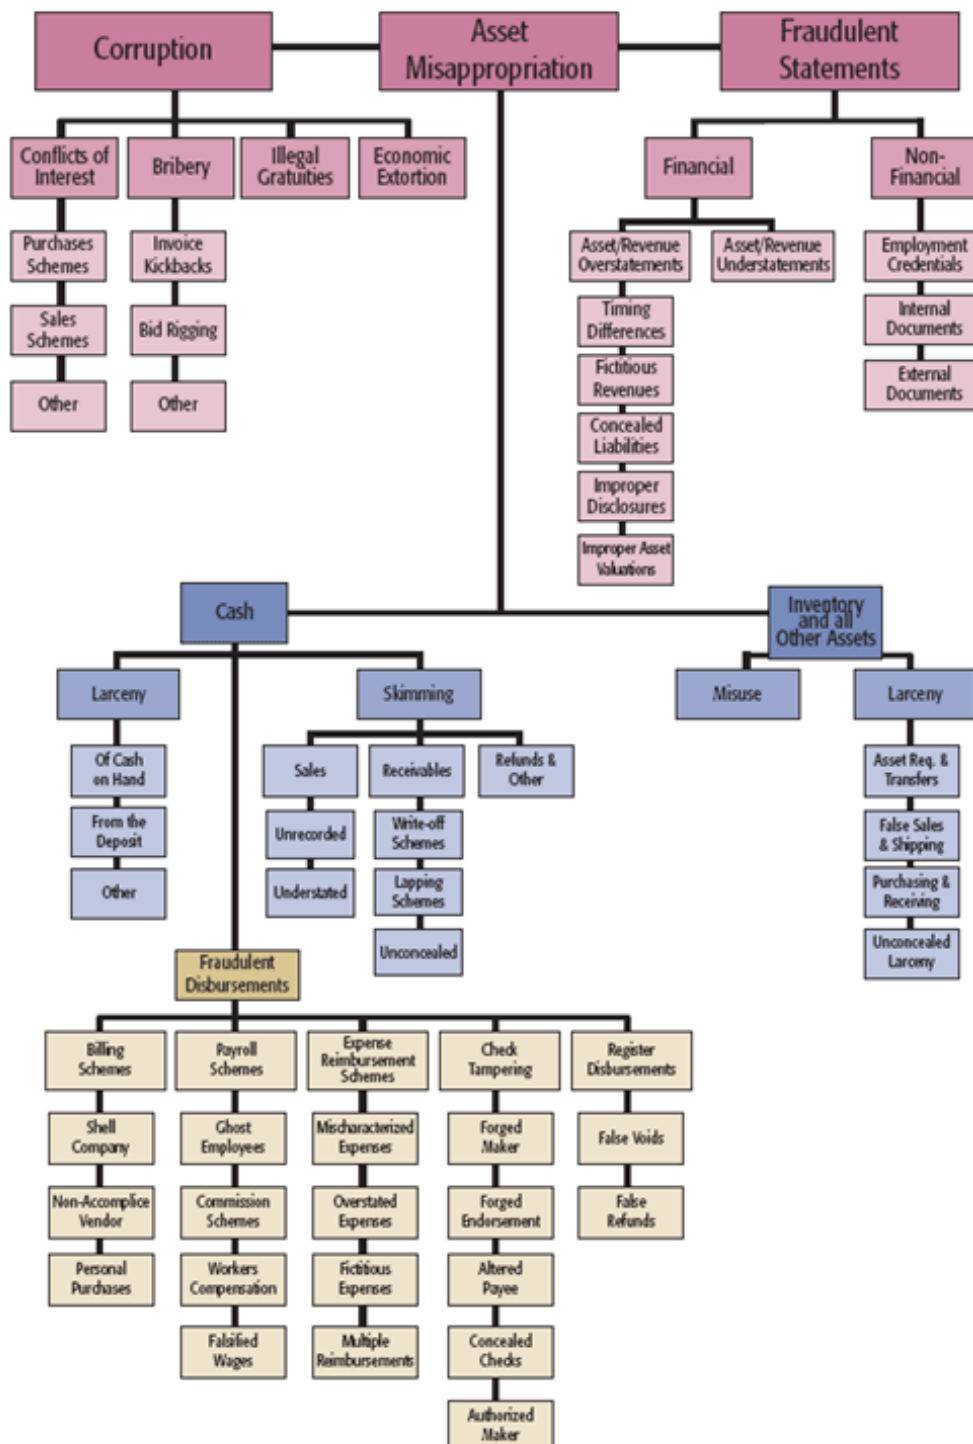 Corruption
Asset
Misappropriation
Fraudulent
Statements
Conflicts of
Interest
Bribery
Illegal
Gratuities
Economic
Extortion
Financial
Non-
Financial
Purchases
Schemes
Sales
Schemes
Other
Invoice
Kickbacks
Bid Rigging
Other
Asset/Revenue
Overstatements
Asset/Revenue
Understatements
Timing
Differences
Fictitious
Revenues
Concealed
Liabilities
Improper
Disclosures
Improper Asset
Valuations
Employment
Credentials
Internal
Documents
External
Documents
Cash
Inventory
and all
Other Assets
Larceny
Skimming
Misuse
Larceny
Of Cash
on Hand
From the
Deposit
Other
Sales
Unrecorded
Understated
Receivables
Write-off
Schemes
Lapping
Schemes
Unconcealed
Refunds &
Other
Asset Req. &
Transfers
False Sales
& Shipping
Purchasing &
Receiving
Unconcealed
Larceny
Fraudulent
Disbursements
Billing
Schemes
Shell
Company
Non-Accomplice
Vendor
Personal
Purchases
Payroll
Schemes
Ghost
Employees
Commission
Schemes
Workers
Compensation
Falsified
Wages
Expense
Reimbursement
Schemes
Mischaracterized
Expenses
Overstated
Expenses
Fictitious
Expenses
Multiple
Reimbursements
Check
Tampering
Forged
Maker
Forged
Endorsement
Altered
Payee
Concealed
Checks
Authorized
Maker
Register
Disbursements
False Voids
False
Refunds